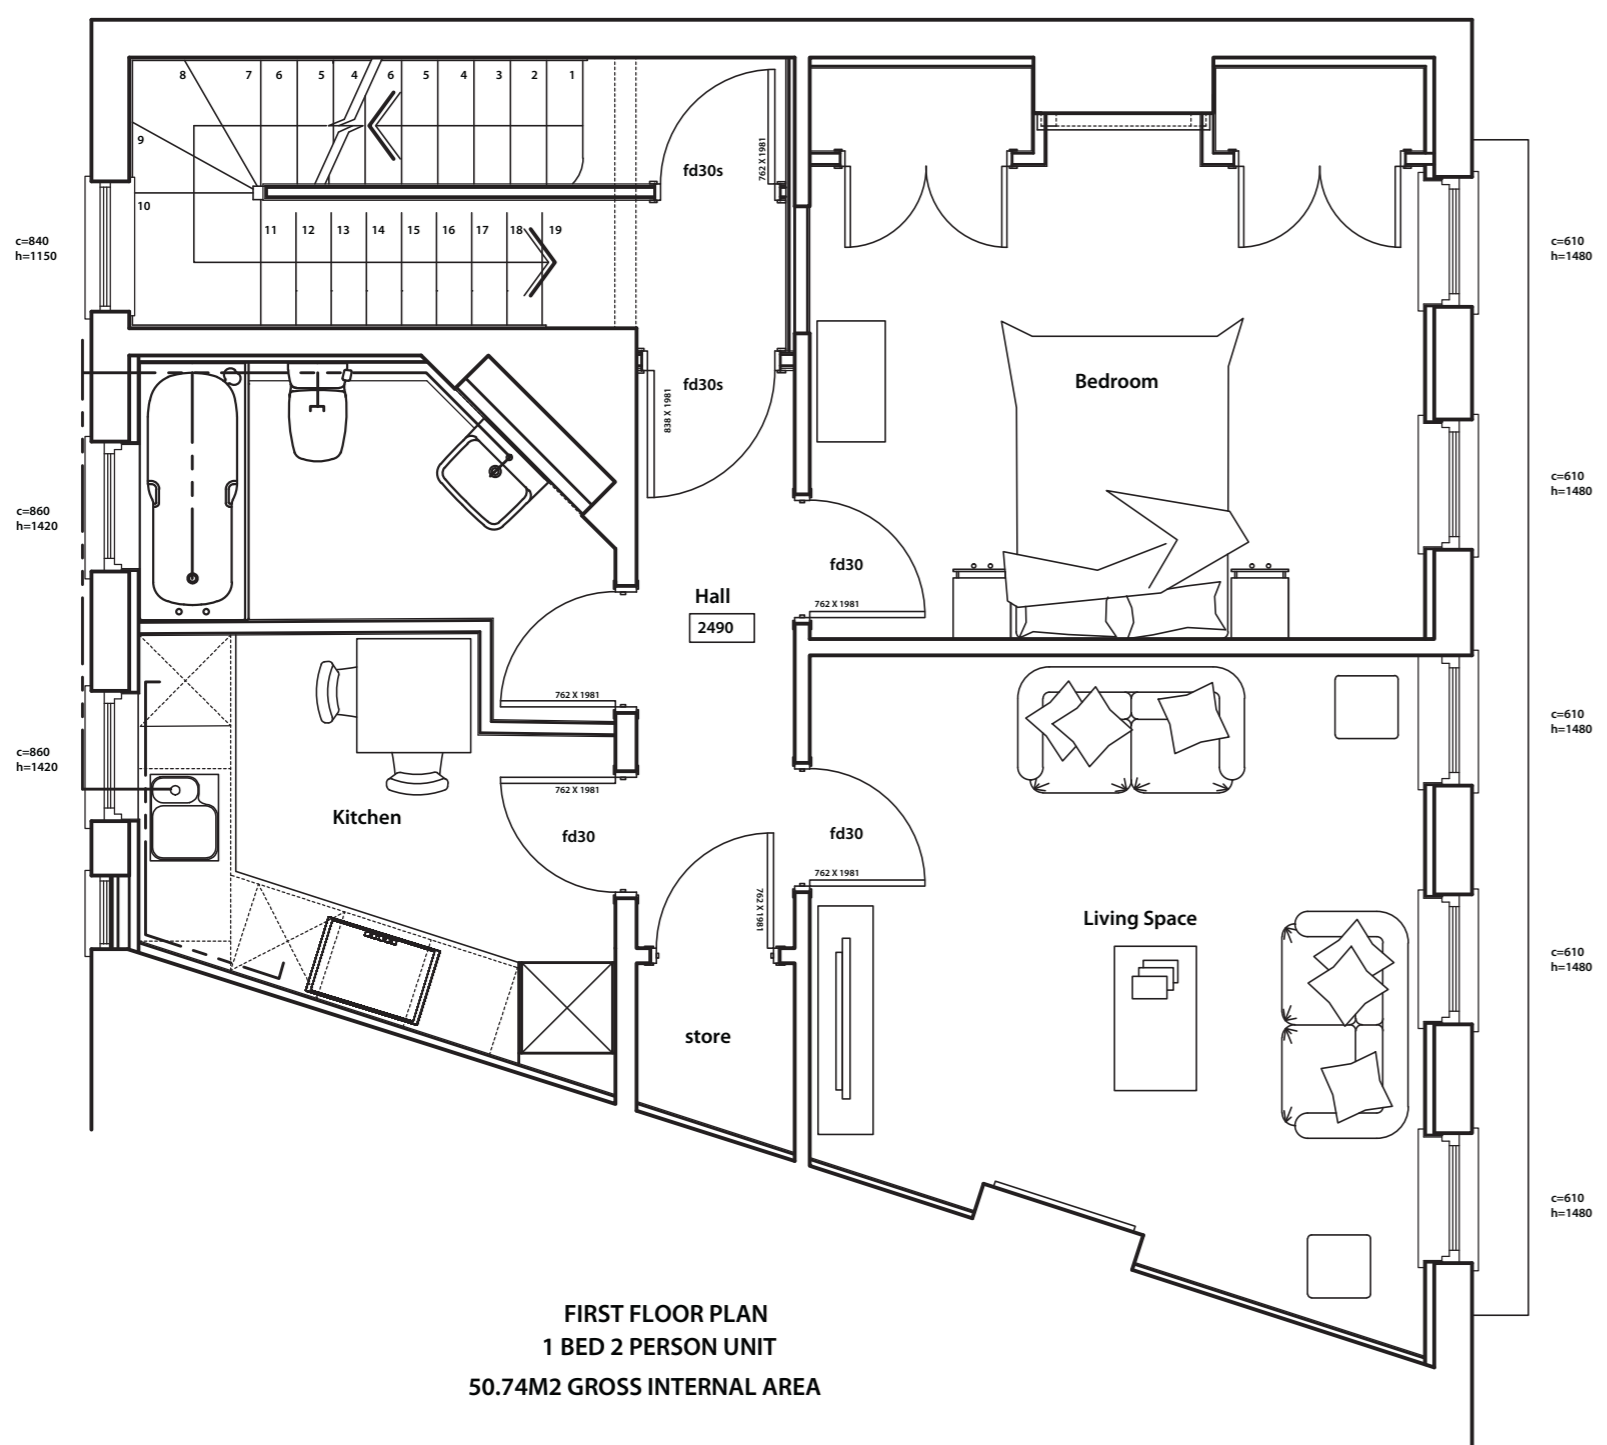 8 7 6 5 4 6 5 4 3 2 1
9
10
11 12 13 14 15 16 17 18 19
fd30s
762 X 1981
c=840
h=1150
c=610
h=1480
fd30s
838 X 1981
Bedroom
c=860
h=1420
c=610
h=1480
fd30
762 X 1981
Hall
2490
762 X 1981
c=860
h=1420
c=610
h=1480
762 X 1981
Kitchen
fd30
fd30
762 X 1981
762 X 1981
Living Space
c=610
h=1480
store
c=610
h=1480
FIRST FLOOR PLAN
1 BED 2 PERSON UNIT
50.74M2 GROSS INTERNAL AREA